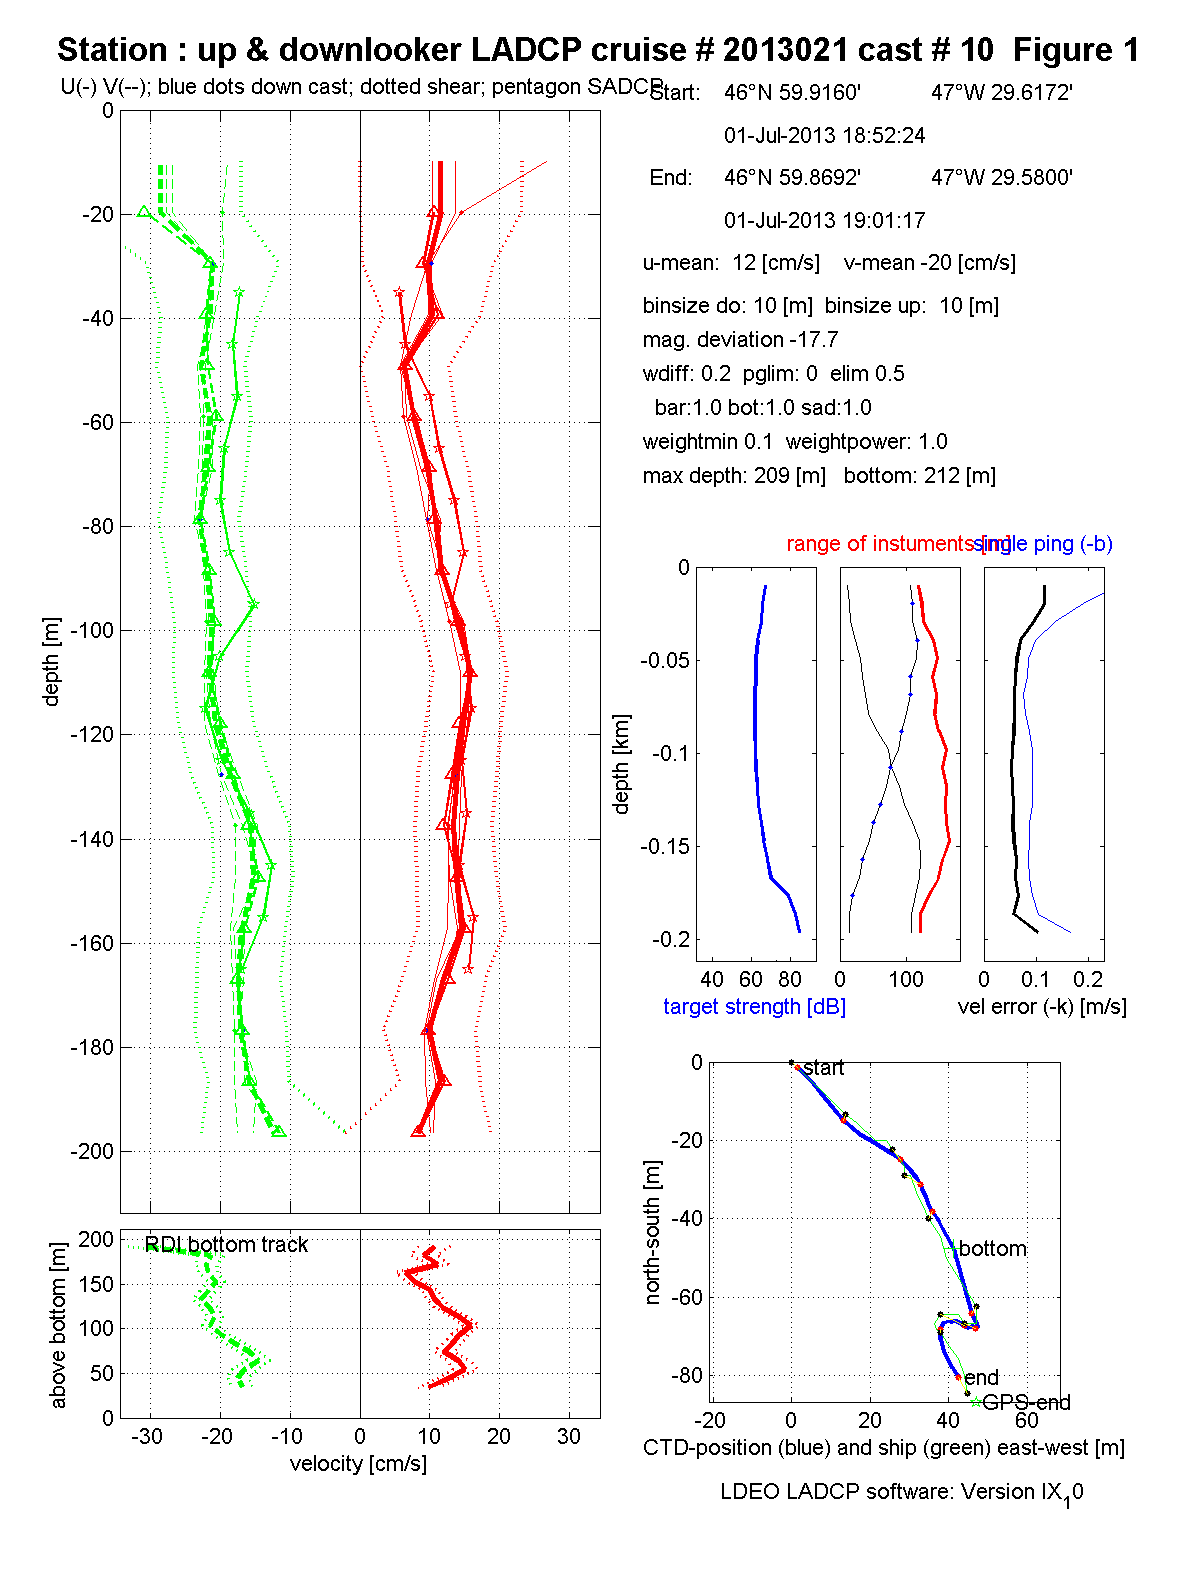 Station : up & downlooker LADCP cruise # 2013021 cast # 10  Figure 1
U(-) V(--); blue dots down cast; dotted shear; pentagon SADCP
Start: 46°N 59.9160' 47°W 29.6172'
01-Jul-2013 18:52:24
End: 46°N 59.8692' 47°W 29.5800'
01-Jul-2013 19:01:17
u-mean: 12 [cm/s] v-mean -20 [cm/s]
binsize do: 10 [m] binsize up: 10 [m]
mag. deviation -17.7
wdiff: 0.2 pglim: 0 elim 0.5
bar:1.0 bot:1.0 sad:1.0
weightmin 0.1 weightpower: 1.0
max depth: 209 [m] bottom: 212 [m]
0
-20
-40
-60
-80
-100
-120
-140
-160
-180
-200
depth [m]
RDI bottom track
200
150
100
50
0
above bottom [m]
-30 -20 -10 0 10 20 30
velocity [cm/s]
range of instuments [m]
single ping (-b)
0
-0.05
-0.1
-0.15
-0.2
depth [km]
40 60 80
target strength [dB]
0 100
0 0.1 0.2
vel error (-k) [m/s]
0
-20
-40
-60
-80
north-south [m]
start
bottom
end
GPS-end
-20 0 20 40 60
CTD-position (blue) and ship (green) east-west [m]
LDEO LADCP software: Version IX10